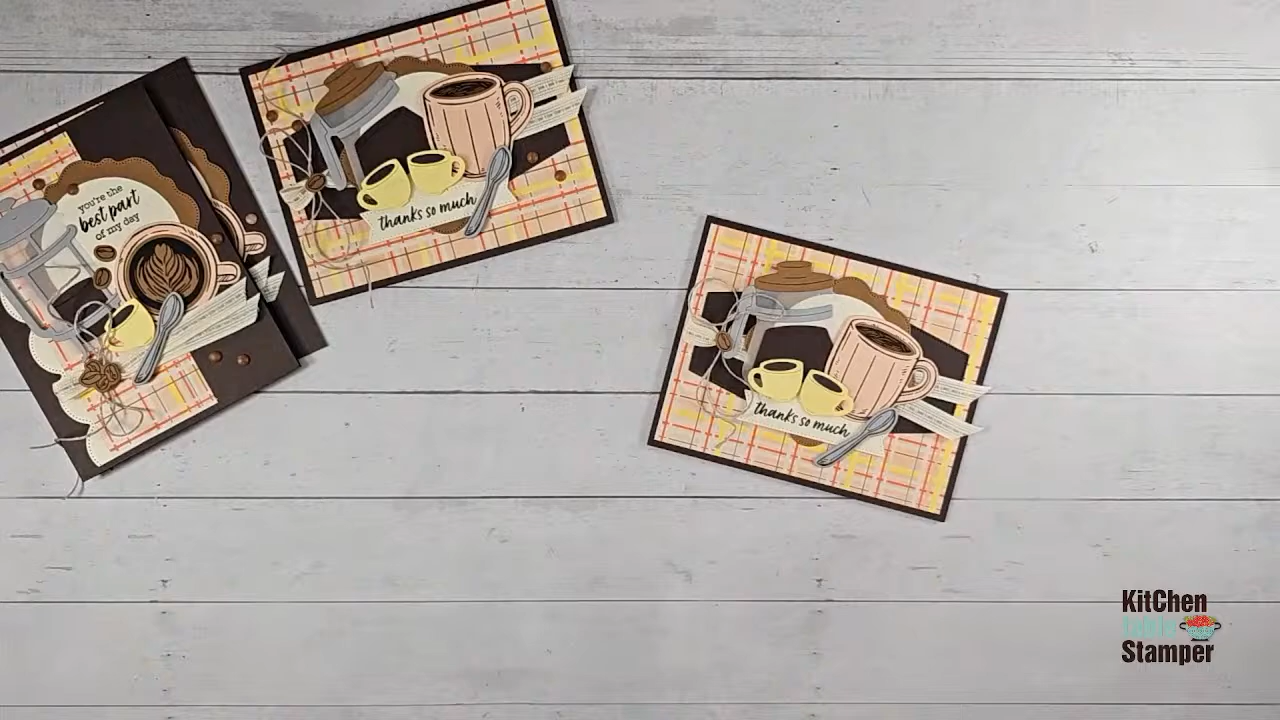 you're the
best part
of my day
thanks so much
thanks so much
KitChen
table
Stamper